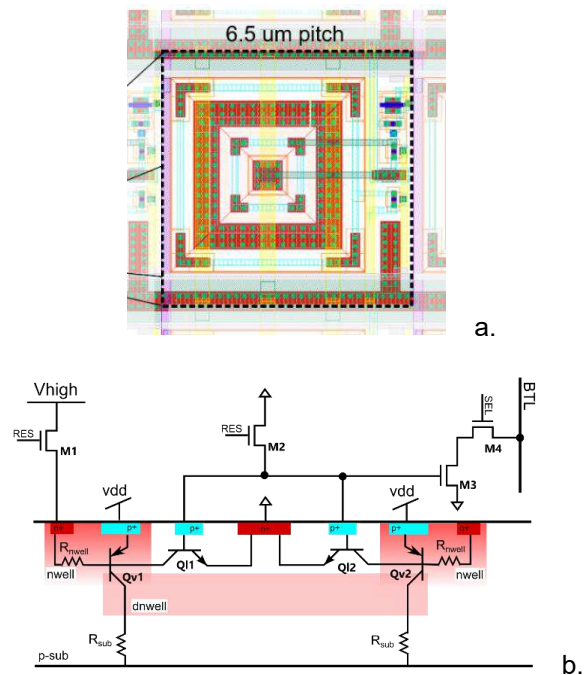 6.5 um pitch
a.
Vhigh
RES
M1
RES
M2
SEL
M4
BTL
M3
vdd
vdd
p+
p+
p+
p+
Rnwell
nwell
Qv1
Ql1
Ql2
Qv2
Rnwell
nwell
dnwell
Rsub
Rsub
p-sub
b.